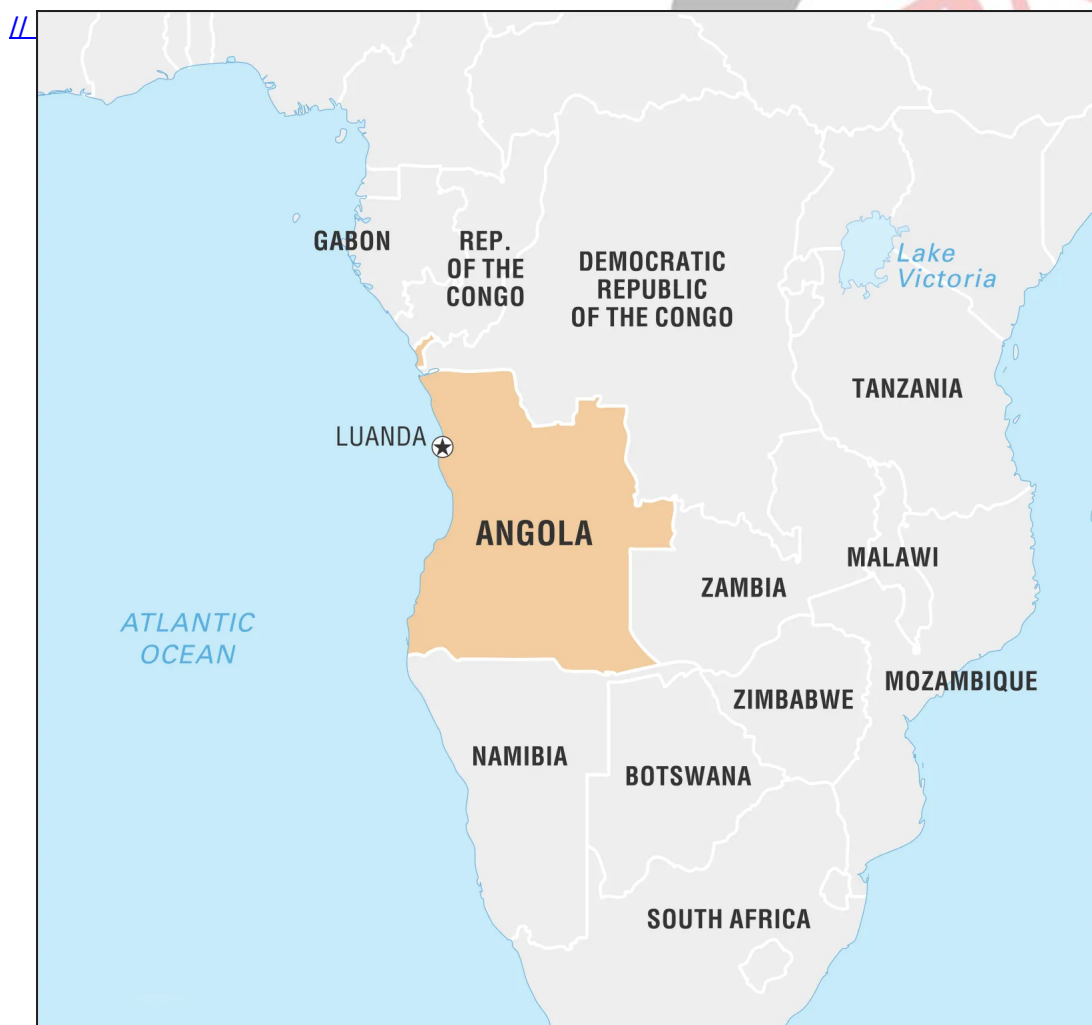 //
GABON
REP.
OF THE
CONGO
DEMOCRATIC
REPUBLIC
OF THE CONGO
Lake
Victoria
TANZANIA
LUANDA
ANGOLA
MALAWI
ZAMBIA
ATLANTIC
OCEAN
MOZAMBIQUE
ZIMBABWE
NAMIBIA
BOTSWANA
SOUTH AFRICA